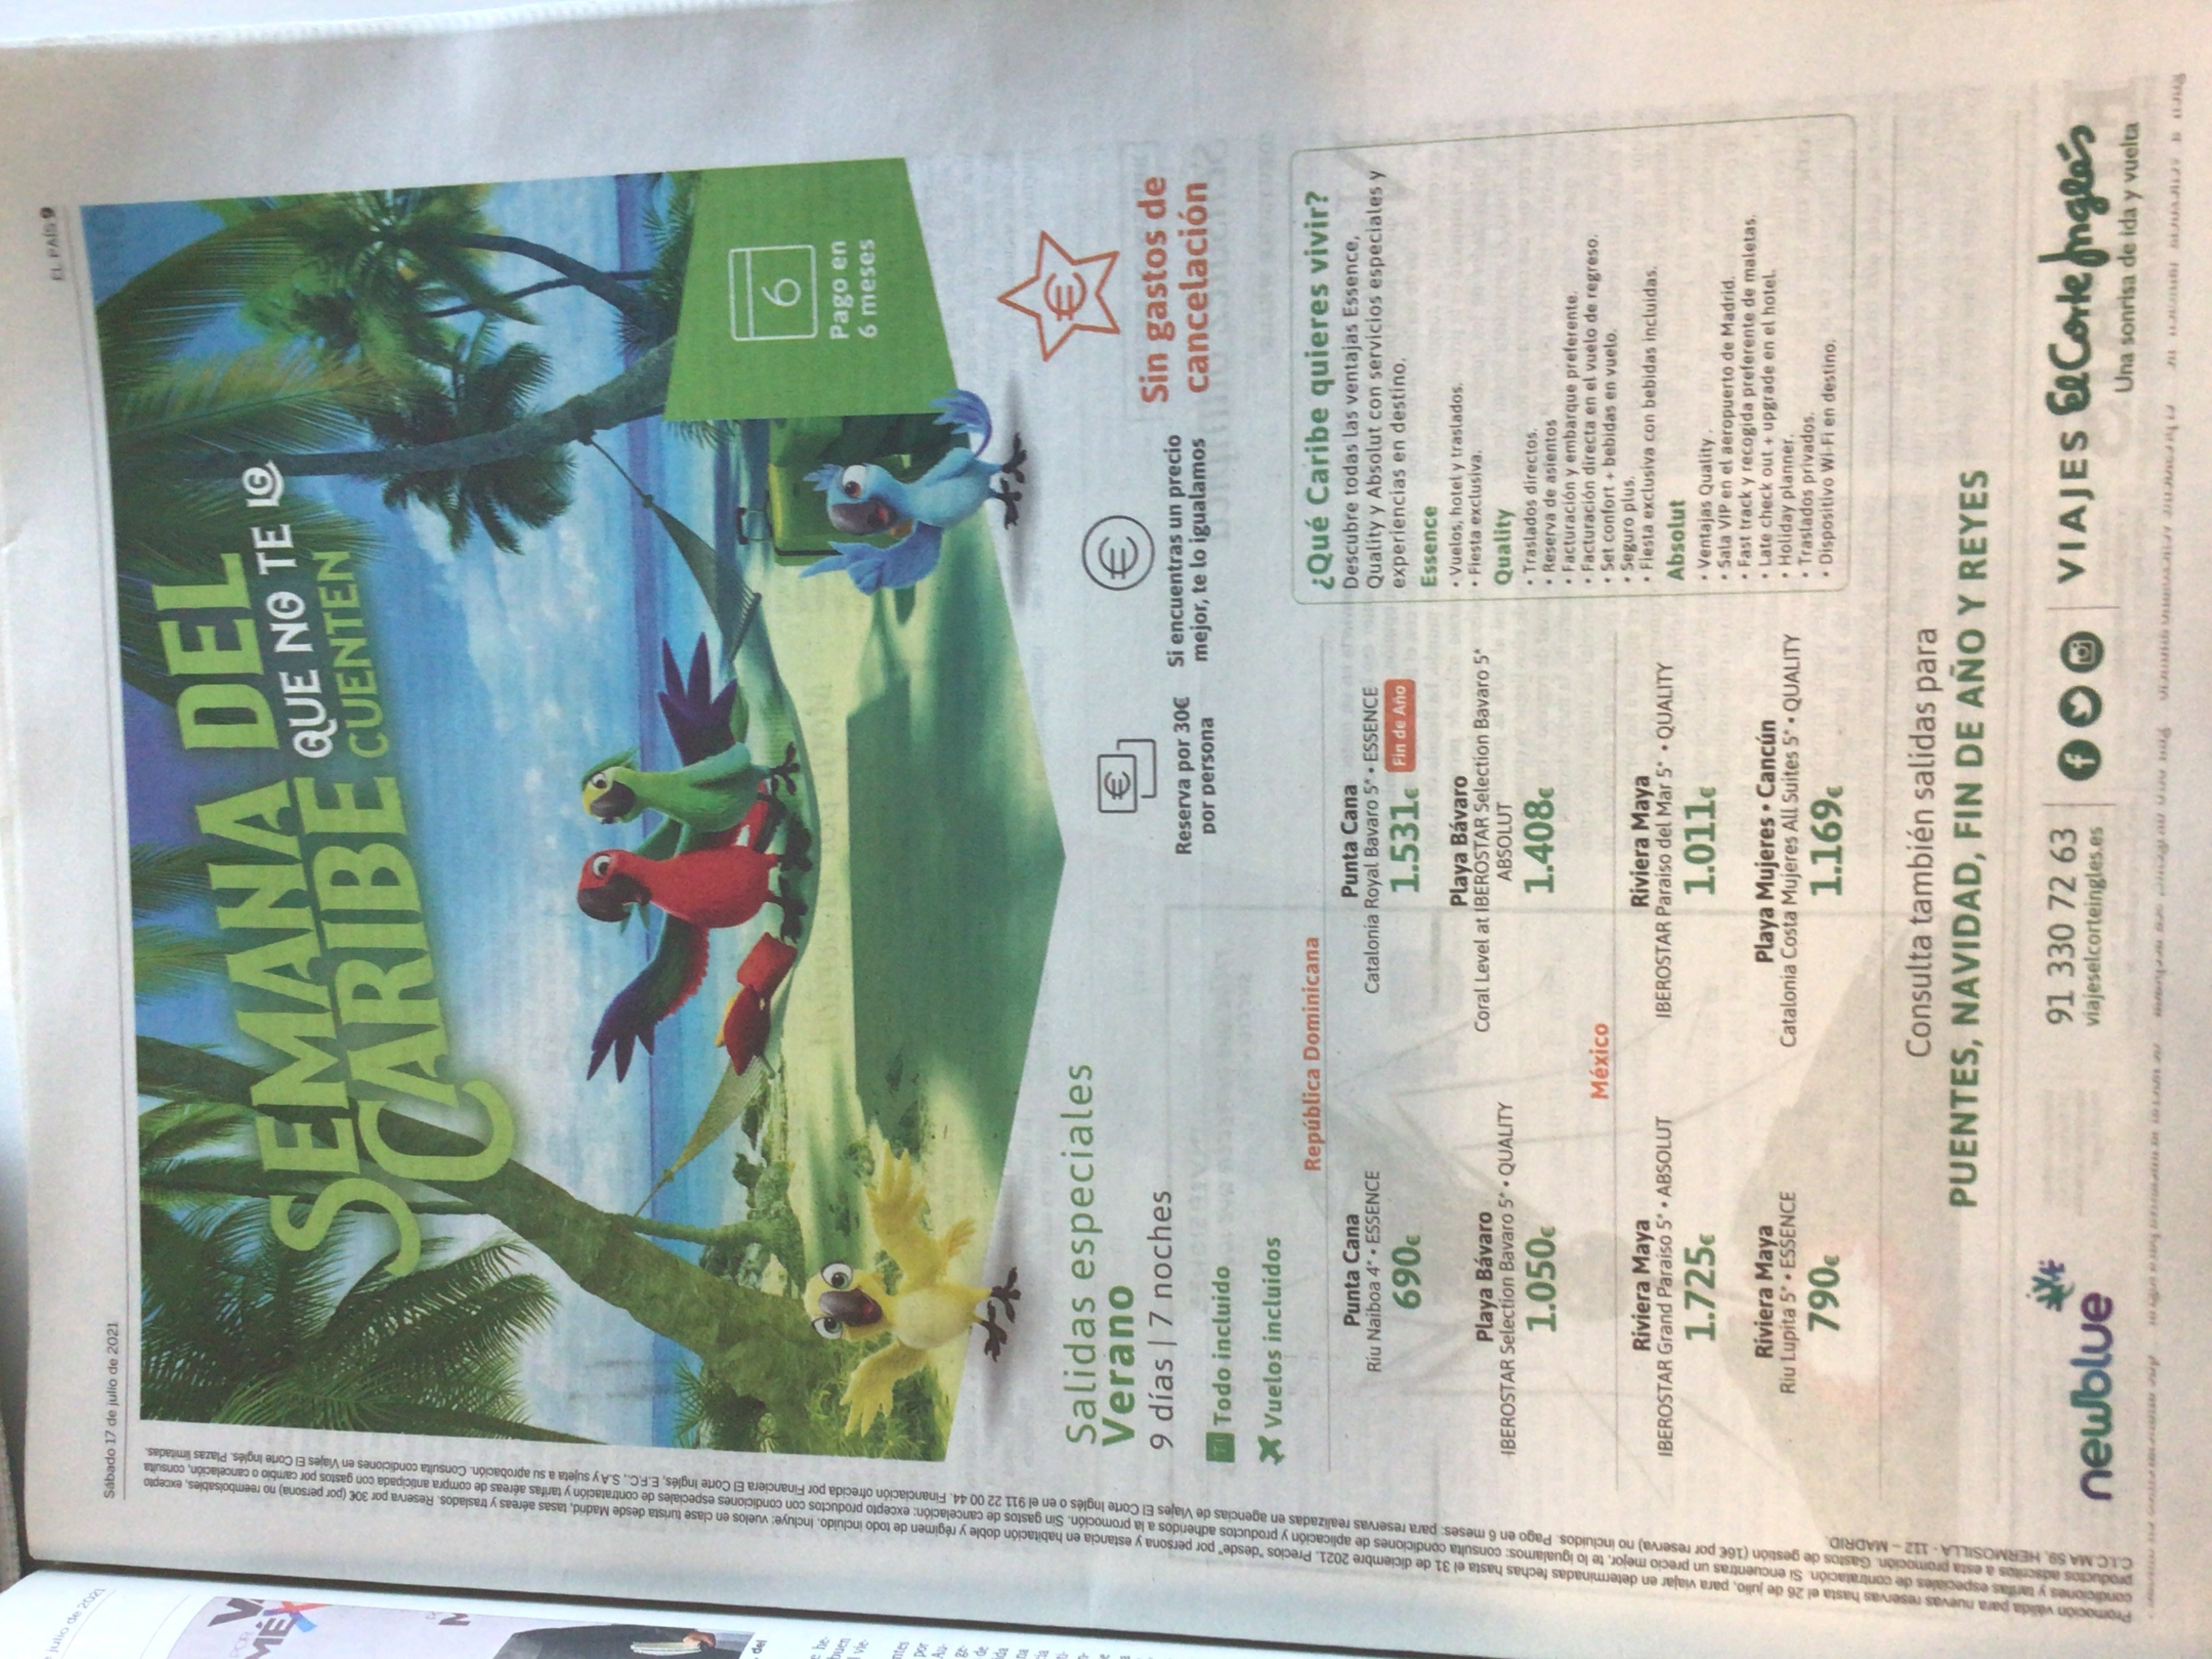 EL PAÍS 9
Sábado 17 de julio de 2021
SEMANA DEL
CARIBE QUE NO TE LO
CUENTEN
6
Pago en
6 meses
Salidas especiales
Verano
9 días | 7 noches
Todo incluido
Vuelos incluidos
Reserva por 30€
por persona
Si encuentras un precio
mejor, te lo igualamos
Sin gastos de
cancelación
República Dominicana
Punta Cana
Riu Naiboa 4* • ESSENCE
690€
Punta Cana
Catalonia Royal Bavaro 5* • ESSENCE
1.531€ Fin de Año
Playa Bávaro
IBEROSTAR Selection Bavaro 5* • QUALITY
1.050€
Playa Bávaro
Coral Level at IBEROSTAR Selection Bavaro 5*
ABSOLUT
1.408€
México
Riviera Maya
IBEROSTAR Grand Paraiso 5* • ABSOLUT
1.725€
Riviera Maya
IBEROSTAR Paraiso del Mar 5* • QUALITY
1.011€
Riviera Maya
Riu Lupita 5* • ESSENCE
790€
Playa Mujeres • Cancún
Catalonia Costa Mujeres All Suites 5* • QUALITY
1.169€
¿Qué Caribe quieres vivir?
Descubre todas las ventajas Essence,
Quality y Absolut con servicios especiales y
experiencias en destino.
Essence
• Vuelos, hotel y traslados.
• Fiesta exclusiva.
Quality
• Traslados directos.
• Reserva de asientos
• Facturación y embarque preferente.
• Facturación directa en el vuelo de regreso.
• Set confort + bebidas en vuelo.
• Seguro plus.
• Fiesta exclusiva con bebidas incluidas.
Absolut
• Ventajas Quality.
• Sala VIP en el aeropuerto de Madrid.
• Fast track y recogida preferente de maletas.
• Late check out + upgrade en el hotel.
• Holiday planner.
• Traslados privados.
• Dispositivo Wi-Fi en destino.
Consulta también salidas para
PUENTES, NAVIDAD, FIN DE AÑO Y REYES
newblue
91 330 72 63
viajeselcorteingles.es
VIAJES El Corte Inglés
Una sonrisa de ida y vuelta
Promoción válida para nuevas reservas hasta el 26 de julio, para viajar en determinadas fechas hasta el 31 de diciembre 2021. Precios "desde" por persona y estancia en habitación doble y régimen de todo incluido. Incluye: vuelos en clase turista desde Madrid, tasas aéreas y traslados. Reserva por 30€ (por persona) no reembolsables, excepto
condiciones y tarifas especiales de contratación. Si encuentras un precio mejor, te lo igualamos: consulta condiciones de aplicación y productos adheridos a la promoción. Sin gastos de cancelación: excepto productos con condiciones especiales de contratación y tarifas aéreas de compra anticipada con gastos por cambio o cancelación, consulta
productos adscritos a esta promoción. Gastos de gestión (16€ por reserva) no incluidos. Pago en 6 meses: para reservas realizadas en agencias de Viajes El Corte Inglés o en el 911 22 00 44. Financiación ofrecida por Financiera El Corte Inglés, E.F.C., S.A y sujeta a su aprobación. Consulta condiciones en Viajes El Corte Inglés. Plazas limitadas.
C.I.C.MA 59, HERMOSILLA - 112 – MADRID.